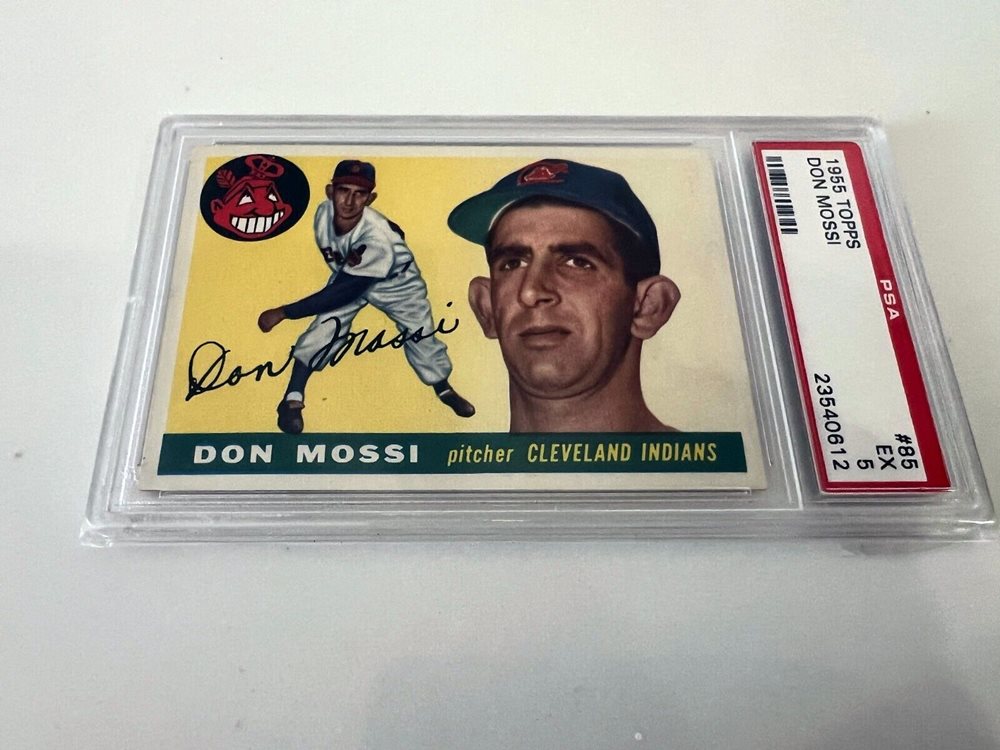 Don Mossi
DON MOSSI pitcher CLEVELAND INDIANS
1955 TOPPS
DON MOSSI
PSA
#85
EX
5
23540612